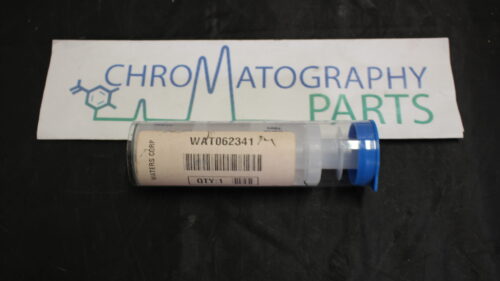 CHROMATOGRAPHY
PARTS
WATERS CORP
WAT062341
QTY:1